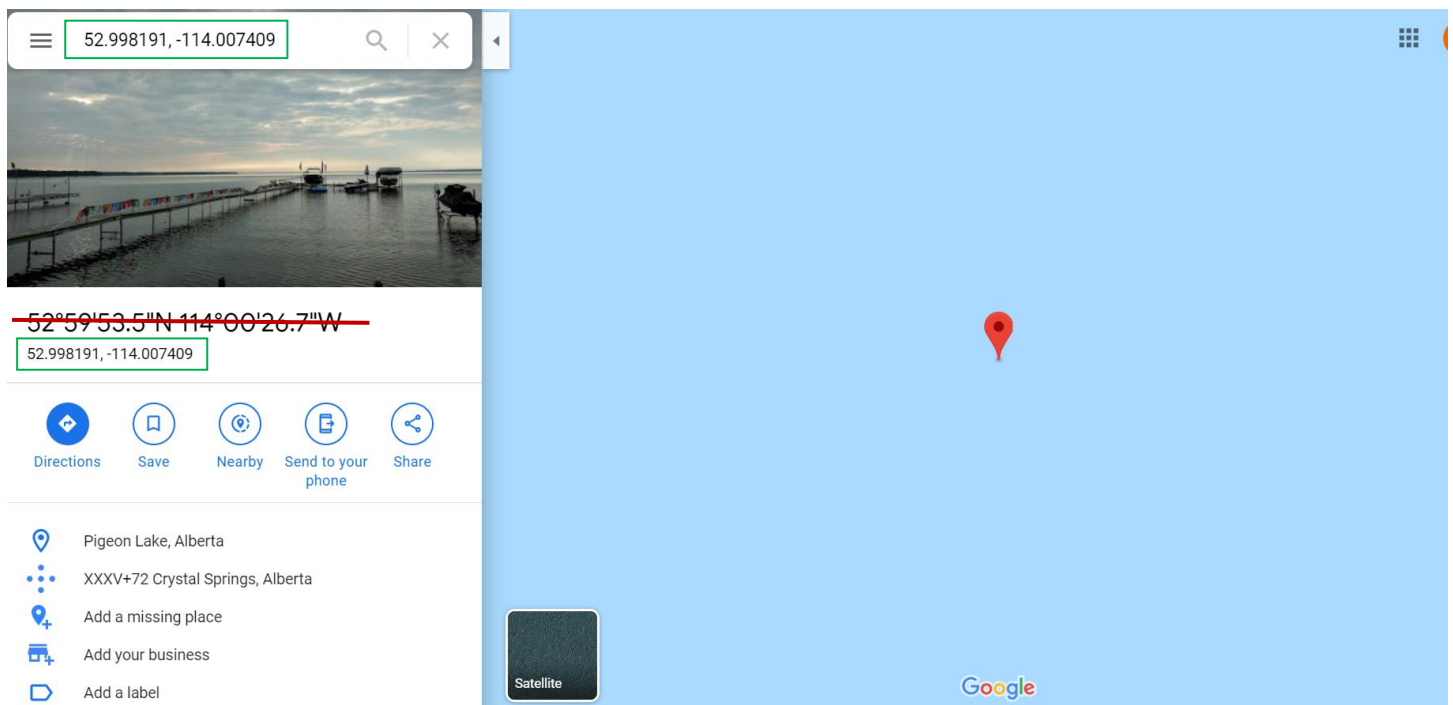 52.998191, -114.007409
52°59'53.5"N 114°00'26.7"W
52.998191, -114.007409
Directions
Save
Nearby
Send to your
phone
Share
Pigeon Lake, Alberta
XXXV+72 Crystal Springs, Alberta
Add a missing place
Add your business
Add a label
Satellite
Google